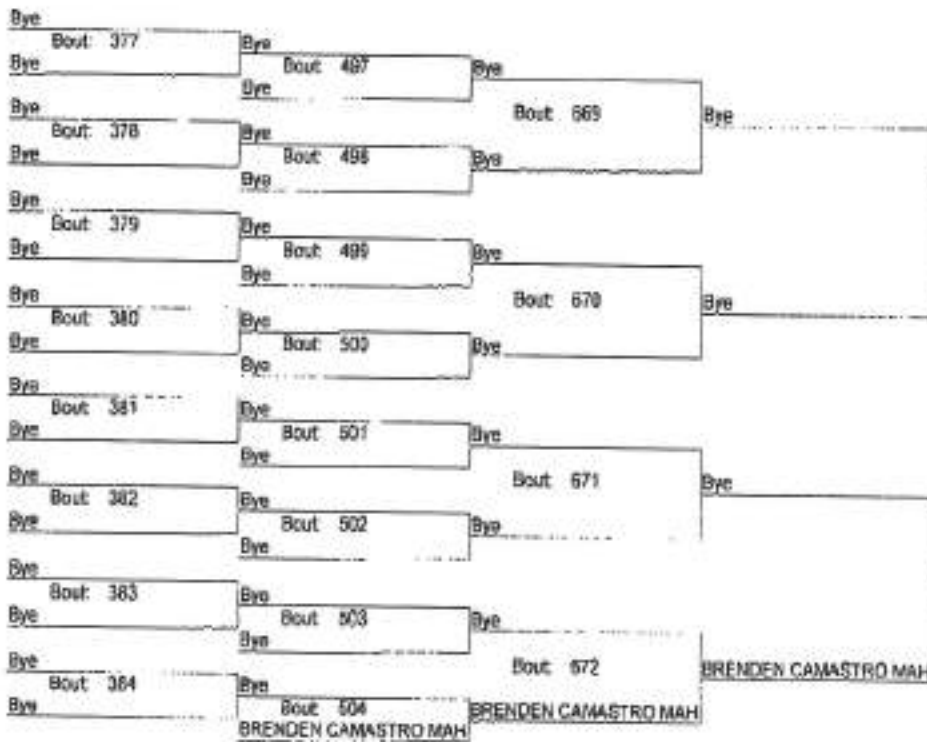 Bye
Bout 377
Bye
Bye
Bout 497
Bye
Bye
Bout 378
Bye
Bye
Bout 498
Bye
Bye
Bout 669
Bye
Bye
Bye
Bout 379
Bye
Bye
Bout 499
Bye
Bye
Bout 380
Bye
Bye
Bout 500
Bye
Bye
Bout 670
Bye
Bye
Bye
Bout 381
Bye
Bye
Bout 501
Bye
Bye
Bout 382
Bye
Bye
Bout 502
Bye
Bye
Bout 671
Bye
Bye
Bye
Bout 383
Bye
Bye
Bout 503
Bye
Bye
Bout 384
Bye
Bye
Bout 504
BRENDEN CAMASTRO MAH
Bye
Bout 672
BRENDEN CAMASTRO MAH
BRENDEN CAMASTRO MAH